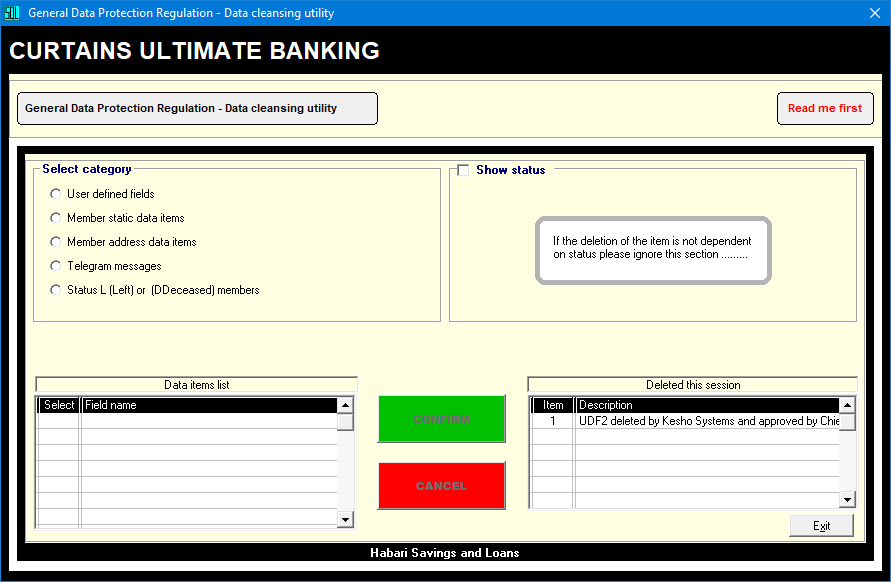 General Data Protection Regulation - Data cleansing utility
CURTAINS ULTIMATE BANKING
General Data Protection Regulation - Data cleansing utility
Read me first
Select category
User defined fields
Member static data items
Member address data items
Telegram messages
Status L (Left) or (DDeceased) members
Show status
If the deletion of the item is not dependent
on status please ignore this section .........
Data items list
Select Field name
CONFIRM
CANCEL
Deleted this session
Item Description
1 UDF2 deleted by Kesho Systems and approved by Chie
Exit
Habari Savings and Loans